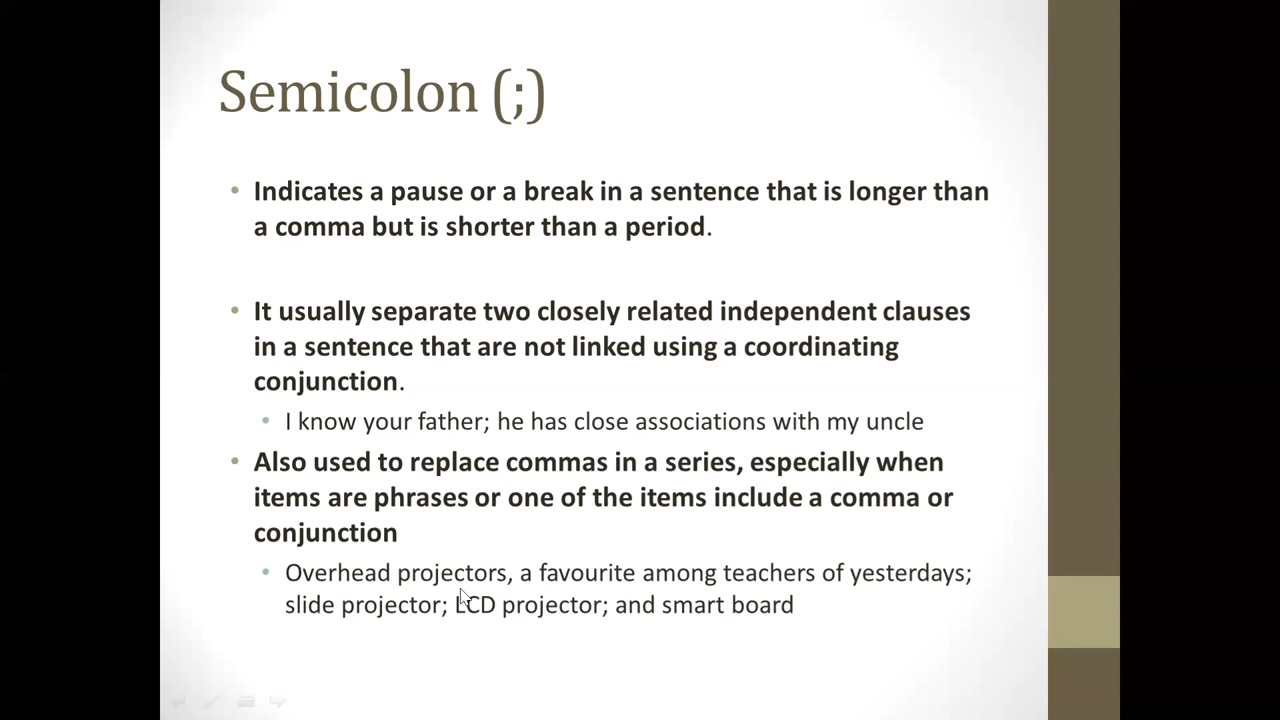 Semicolon (;)
• Indicates a pause or a break in a sentence that is longer than
a comma but is shorter than a period.
• It usually separate two closely related independent clauses
in a sentence that are not linked using a coordinating
conjunction.
• I know your father; he has close associations with my uncle
• Also used to replace commas in a series, especially when
items are phrases or one of the items include a comma or
conjunction
• Overhead projectors, a favourite among teachers of yesterdays;
slide projector; LCD projector; and smart board